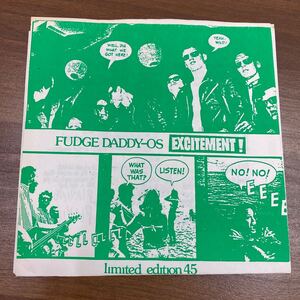 WELL, DIG
WHAT WE
GOT HERE!
YEAH,
WILD!
FUDGE DADDY-OS EXCITEMENT!
WHAT
WAS
THAT?
LISTEN!
NO! NO!
EEEE
limited edition 45